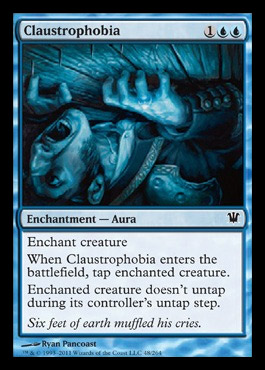 Claustrophobia 1
Enchantment — Aura
Enchant creature
When Claustrophobia enters the
battlefield, tap enchanted creature.
Enchanted creature doesn't untap
during its controller's untap step.
Six feet of earth muffled his cries.
Ryan Pancoast
™ & © 1993–2011 Wizards of the Coast LLC 48/264